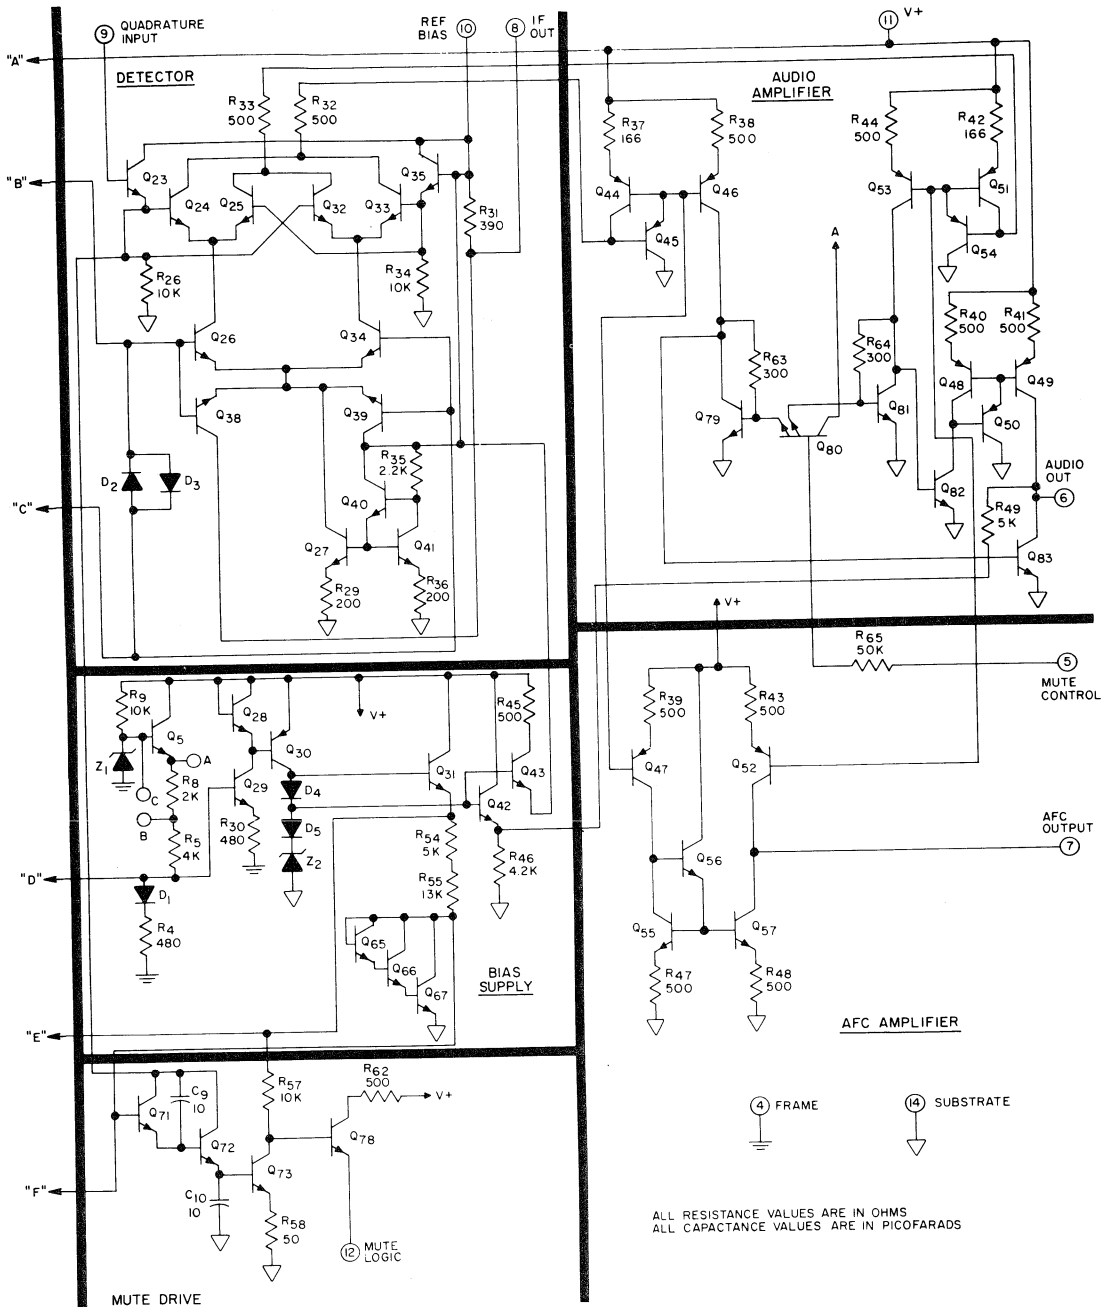 9 QUADRATURE INPUT
REF BIAS 10
8 IF OUT
11 V+
"A"
DETECTOR
AUDIO AMPLIFIER
R33 500
R32 500
R37 166
R38 500
R44 500
R42 166
"B"
Q23
Q24
Q25
Q32
Q33
Q35
Q44
Q46
Q53
Q51
R31 390
Q45
A
Q54
R26 10K
R34 10K
Q26
Q34
R40 500
R41 500
R63 300
R64 300
Q48
Q49
Q38
Q39
Q79
Q80
Q81
Q50
R35 2.2K
D2
D3
AUDIO OUT
6
Q40
Q82
R49 5K
"C"
Q27
Q41
Q83
R29 200
R36 200
V+
R65 50K
5
MUTE CONTROL
R9 10K
Q28
V+
R45 500
R39 500
R43 500
Q5
Q30
Z1
A
Q31
Q43
Q47
Q52
R8 2K
C
Q29
D4
Q42
B
R5 4K
R30 480
D5
R54 5K
AFC OUTPUT
7
Z2
R46 4.2K
Q56
"D"
D1
R55 13K
R4 480
Q55
Q57
Q65
Q66
Q67
BIAS SUPPLY
R47 500
R48 500
"E"
AFC AMPLIFIER
R62 500
R57 10K
V+
C9 10
Q71
4 FRAME
14 SUBSTRATE
Q72
Q78
Q73
"F"
C10 10
R58 50
12 MUTE LOGIC
ALL RESISTANCE VALUES ARE IN OHMS
ALL CAPACTANCE VALUES ARE IN PICOFARADS
MUTE DRIVE